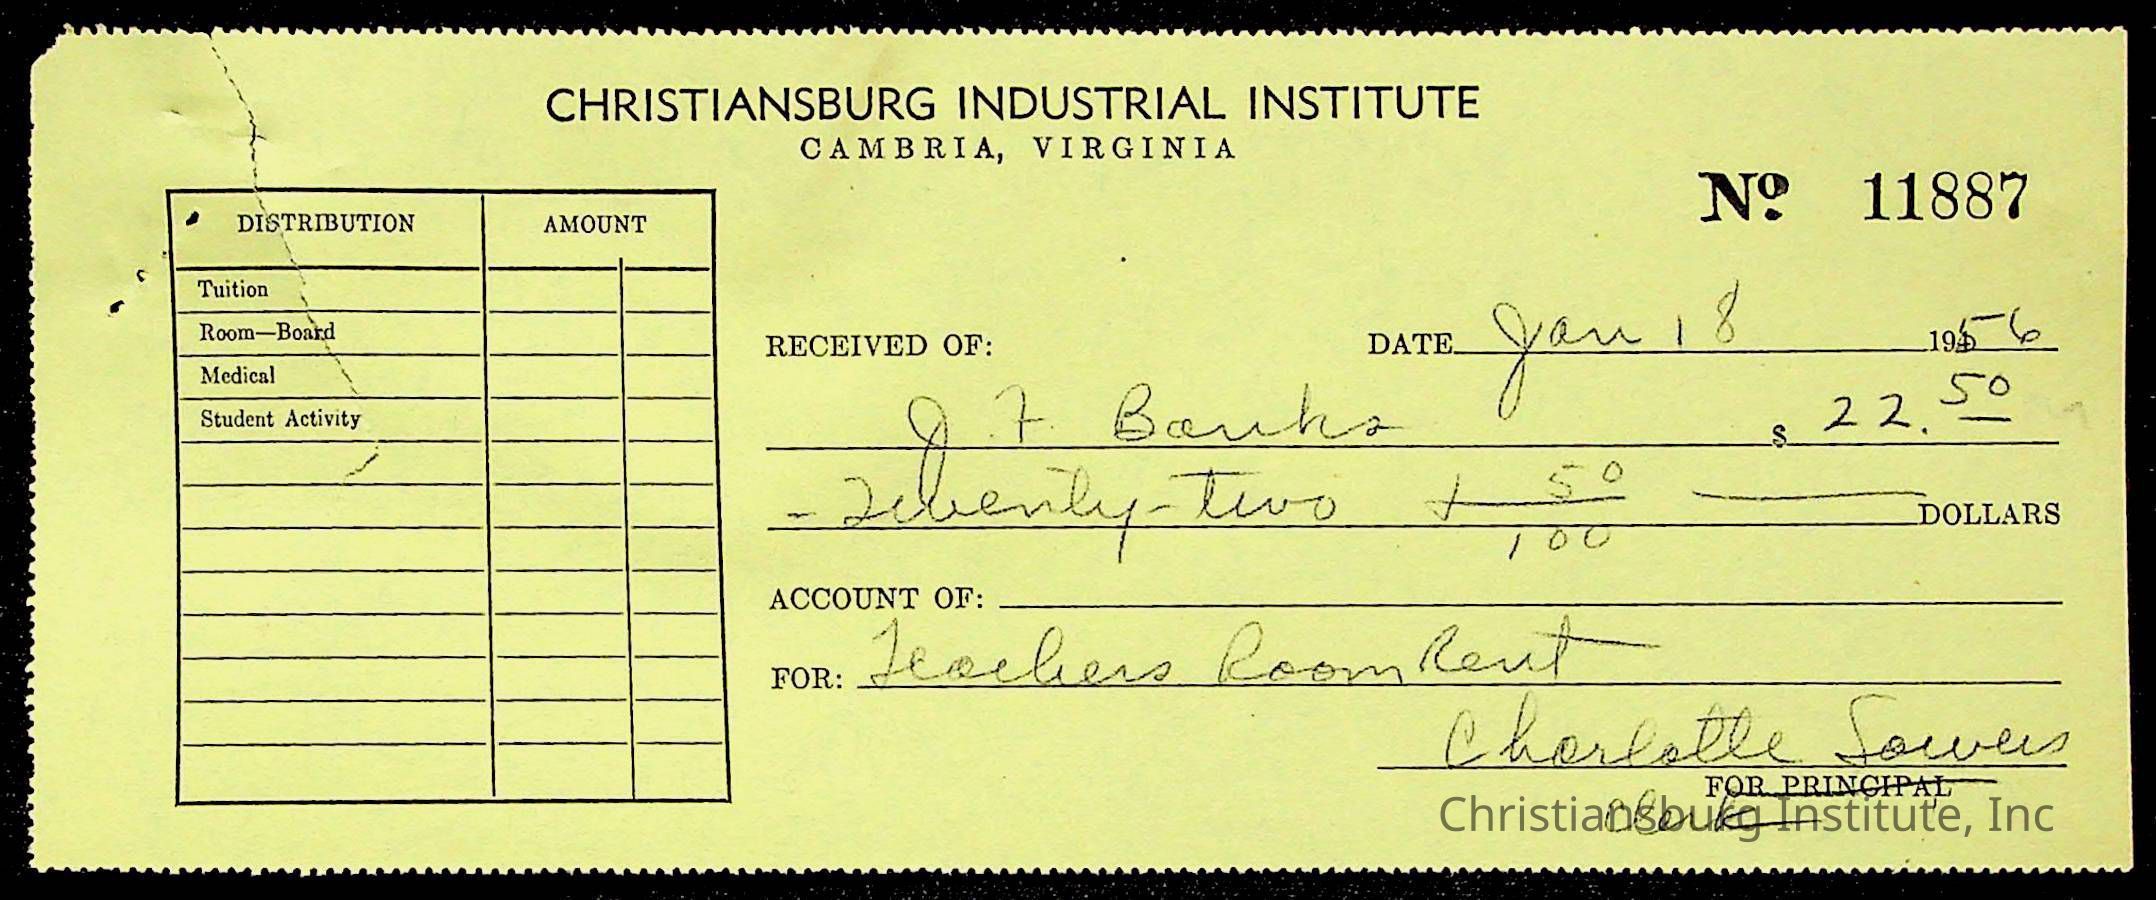 CHRISTIANSBURG INDUSTRIAL INSTITUTE
CAMBRIA, VIRGINIA
Nº 11887
DISTRIBUTION AMOUNT
Tuition
Room—Board
Medical
Student Activity
RECEIVED OF: DATE Jan 18 1956
J. F. Banks $ 22.50
- Twenty-two + 50/100 DOLLARS
ACCOUNT OF:
FOR: Teachers Room Rent
Charlotte Sowers
FOR PRINCIPAL
Clerk
Christiansburg Institute, Inc